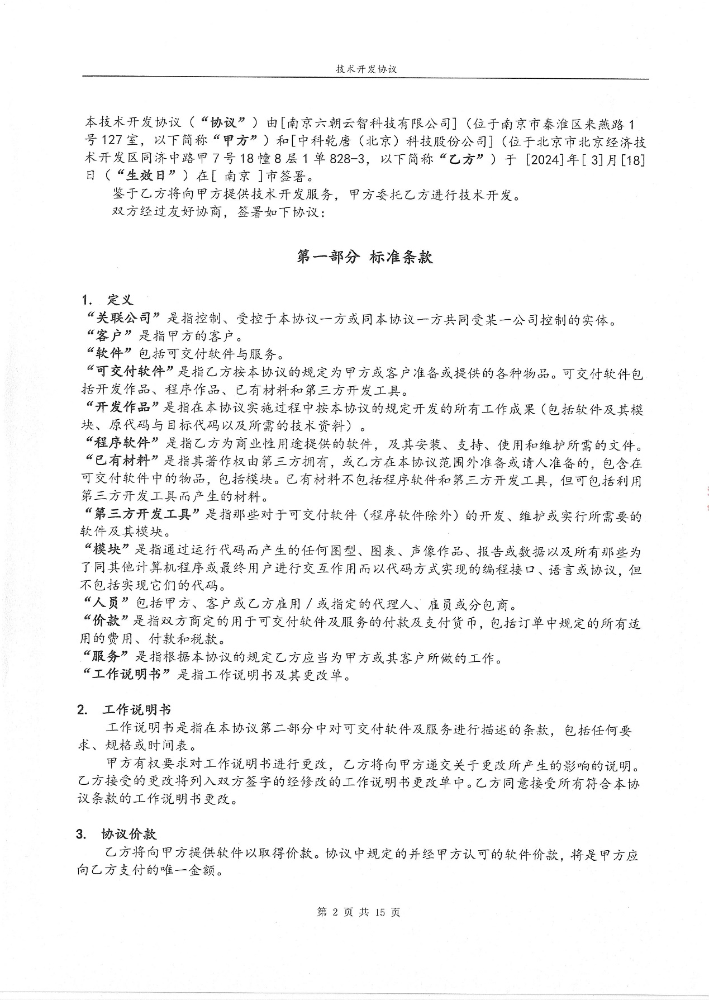 技术开发协议
本技术开发协议（“协议”）由[南京六朝云智科技有限公司]（位于南京市秦淮区来燕路1
号127室，以下简称“甲方”）和[中科乾唐（北京）科技股份公司]（位于北京市北京经济技
术开发区同济中路甲7号18幢8层1单828-3，以下简称“乙方”）于 [2024]年[ 3]月[18]
日（“生效日”）在[ 南京 ]市签署。
鉴于乙方将向甲方提供技术开发服务，甲方委托乙方进行技术开发。
双方经过友好协商，签署如下协议：
第一部分 标准条款
1. 定义
“关联公司”是指控制、受控于本协议一方或同本协议一方共同受某一公司控制的实体。
“客户”是指甲方的客户。
“软件”包括可交付软件与服务。
“可交付软件”是指乙方按本协议的规定为甲方或客户准备或提供的各种物品。可交付软件包
括开发作品、程序作品、已有材料和第三方开发工具。
“开发作品”是指在本协议实施过程中按本协议的规定开发的所有工作成果（包括软件及其模
块、原代码与目标代码以及所需的技术资料）。
“程序软件”是指乙方为商业性用途提供的软件，及其安装、支持、使用和维护所需的文件。
“已有材料”是指其著作权由第三方拥有，或乙方在本协议范围外准备或请人准备的，包含在
可交付软件中的物品，包括模块。已有材料不包括程序软件和第三方开发工具，但可包括利用
第三方开发工具而产生的材料。
“第三方开发工具”是指那些对于可交付软件（程序软件除外）的开发、维护或实行所需要的
软件及其模块。
“模块”是指通过运行代码而产生的任何图型、图表、声像作品、报告或数据以及所有那些为
了同其他计算机程序或最终用户进行交互作用而以代码方式实现的编程接口、语言或协议，但
不包括实现它们的代码。
“人员”包括甲方、客户或乙方雇用/或指定的代理人、雇员或分包商。
“价款”是指双方商定的用于可交付软件及服务的付款及支付货币，包括订单中规定的所有适
用的费用、付款和税款。
“服务”是指根据本协议的规定乙方应当为甲方或其客户所做的工作。
“工作说明书”是指工作说明书及其更改单。
2. 工作说明书
工作说明书是指在本协议第二部分中对可交付软件及服务进行描述的条款，包括任何要
求、规格或时间表。
甲方有权要求对工作说明书进行更改，乙方将向甲方递交关于更改所产生的影响的说明。
乙方接受的更改将列入双方签字的经修改的工作说明书更改单中。乙方同意接受所有符合本协
议条款的工作说明书更改。
3. 协议价款
乙方将向甲方提供软件以取得价款。协议中规定的并经甲方认可的软件价款，将是甲方应
向乙方支付的唯一金额。
第 2 页 共 15 页